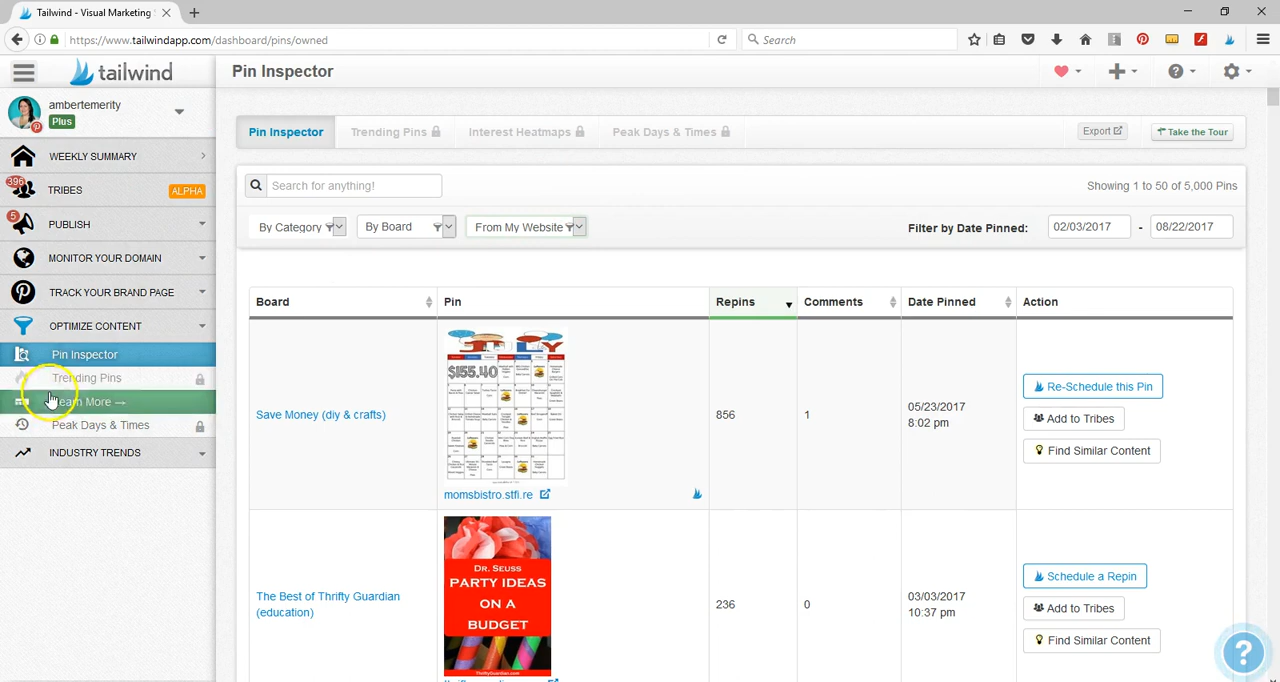 Tailwind - Visual Marketing
https://www.tailwindapp.com/dashboard/pins/owned
Search
tailwind
Pin Inspector
ambertemerity
Plus
WEEKLY SUMMARY
396
TRIBES
ALPHA
5
PUBLISH
MONITOR YOUR DOMAIN
TRACK YOUR BRAND PAGE
OPTIMIZE CONTENT
Pin Inspector
Trending Pins
Learn More →
Peak Days & Times
INDUSTRY TRENDS
Pin Inspector
Trending Pins
Interest Heatmaps
Peak Days & Times
Export
Take the Tour
Search for anything!
Showing 1 to 50 of 5,000 Pins
By Category
By Board
From My Website
Filter by Date Pinned:
02/03/2017
-
08/22/2017
Board
Pin
Repins
Comments
Date Pinned
Action
Save Money (diy & crafts)
JULY
$155.40
momsbistro.stfi.re
856
1
05/23/2017
8:02 pm
Re-Schedule this Pin
Add to Tribes
Find Similar Content
The Best of Thrifty Guardian
(education)
DR. SEUSS
PARTY IDEAS
ON A
BUDGET
ThriftyGuardian.com
236
0
03/03/2017
10:37 pm
Schedule a Repin
Add to Tribes
Find Similar Content
?